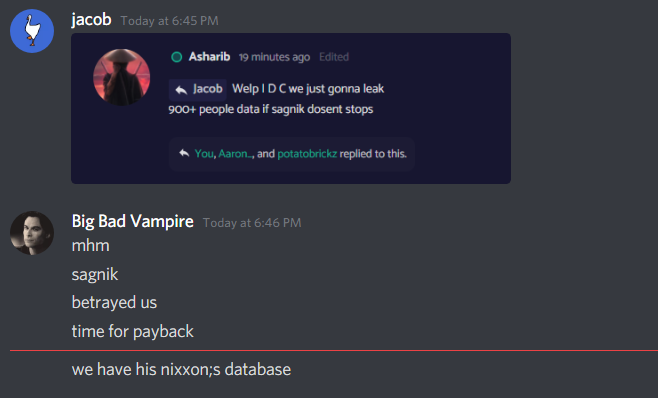 jacob Today at 6:45 PM
Asharib 19 minutes ago Edited
Jacob Welp I D C we just gonna leak
900+ people data if sagnik dosent stops
You, Aaron.., and potatobrickz replied to this.
Big Bad Vampire Today at 6:46 PM
mhm
sagnik
betrayed us
time for payback
we have his nixxon;s database